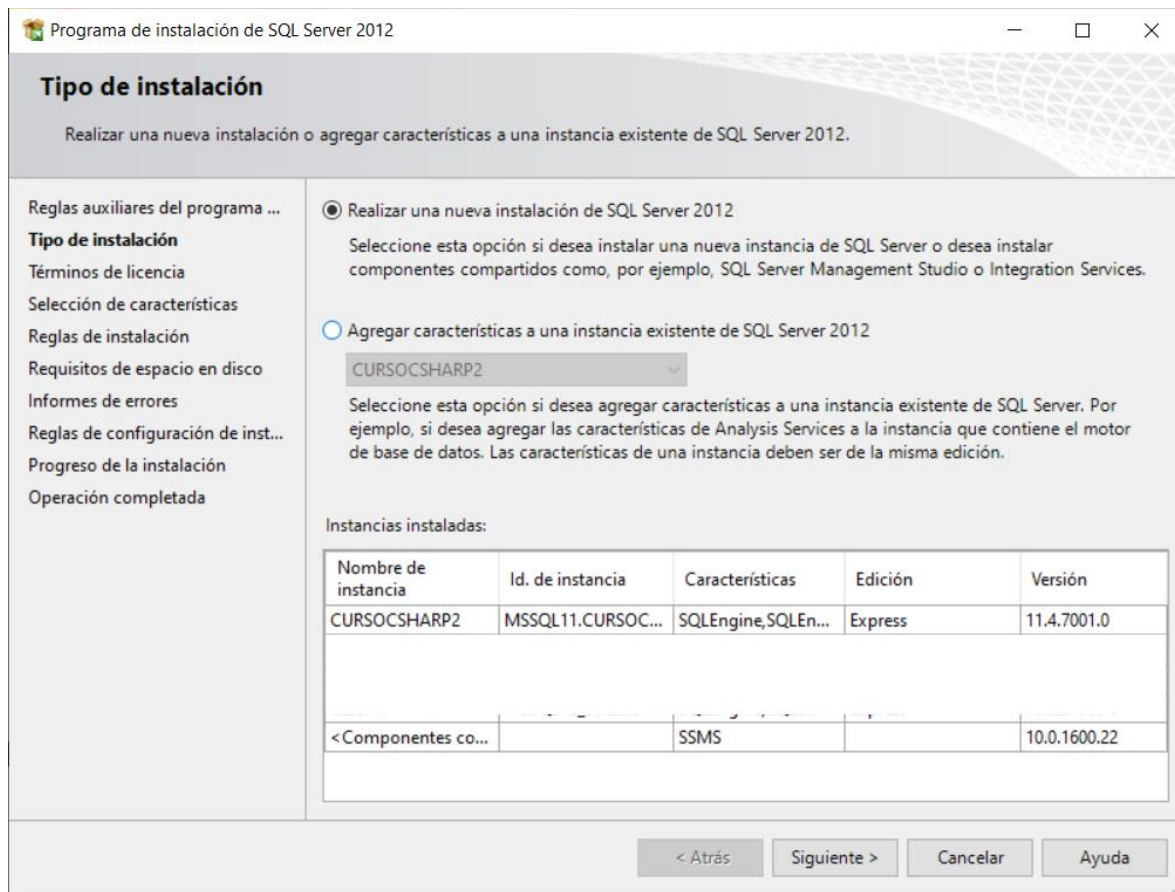 Programa de instalación de SQL Server 2012
Tipo de instalación
Realizar una nueva instalación o agregar características a una instancia existente de SQL Server 2012.
Reglas auxiliares del programa ...
Tipo de instalación
Términos de licencia
Selección de características
Reglas de instalación
Requisitos de espacio en disco
Informes de errores
Reglas de configuración de inst...
Progreso de la instalación
Operación completada
Realizar una nueva instalación de SQL Server 2012
Seleccione esta opción si desea instalar una nueva instancia de SQL Server o desea instalar
componentes compartidos como, por ejemplo, SQL Server Management Studio o Integration Services.
Agregar características a una instancia existente de SQL Server 2012
CURSOCSHARP2
Seleccione esta opción si desea agregar características a una instancia existente de SQL Server. Por
ejemplo, si desea agregar las características de Analysis Services a la instancia que contiene el motor
de base de datos. Las características de una instancia deben ser de la misma edición.
Instancias instaladas:
Nombre de
instancia
Id. de instancia
Características
Edición
Versión
CURSOCSHARP2 MSSQL11.CURSOC... SQLEngine,SQLEn... Express 11.4.7001.0
<Componentes co... SSMS 10.0.1600.22
< Atrás
Siguiente >
Cancelar
Ayuda